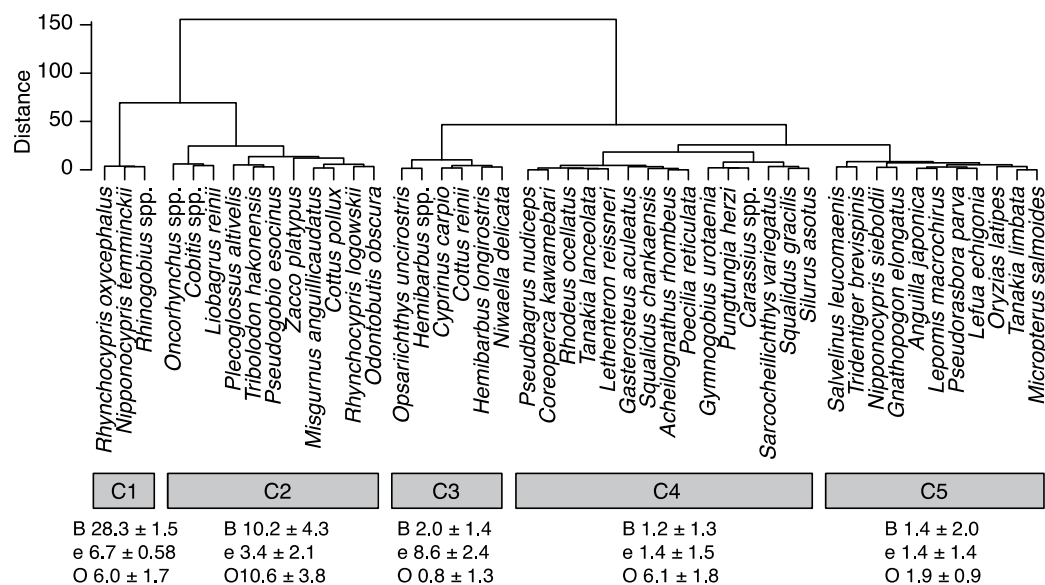 150
100
50
0
Distance
Rhynchocypris oxycephalus
Nipponocypris temminckii
Rhinogobius spp.
Oncorhynchus spp.
Cobitis spp.
Liobagrus reinii
Plecoglossus altivelis
Tribolodon hakonensis
Pseudogobio esocinus
Zacco platypus
Misgurnus anguillicaudatus
Cottus pollux
Rhynchocypris logowskii
Odontobutis obscura
Opsariichthys uncirostris
Hemibarbus spp.
Cyprinus carpio
Cottus reinii
Hemibarbus longirostris
Niwaella delicata
Pseudobagrus nudiceps
Coreoperca kawamebari
Rhodeus ocellatus
Tanakia lanceolata
Lethenteron reissneri
Gasterosteus aculeatus
Squalidus chankaensis
Acheilognathus rhombeus
Poecilia reticulata
Gymnogobius urotaenia
Pungtungia herzi
Carassius spp.
Sarcocheilichthys variegatus
Squalidus gracilis
Silurus asotus
Salvelinus leucomaenis
Tridentiger brevispinis
Nipponocypris sieboldii
Gnathopogon elongatus
Anguilla japonica
Lepomis macrochirus
Pseudorasbora parva
Lefua echigonia
Oryzias latipes
Tanakia limbata
Micropterus salmoides
C1
C2
C3
C4
C5
B 28.3 ± 1.5
e 6.7 ± 0.58
O 6.0 ± 1.7
B 10.2 ± 4.3
e 3.4 ± 2.1
O10.6 ± 3.8
B 2.0 ± 1.4
e 8.6 ± 2.4
O 0.8 ± 1.3
B 1.2 ± 1.3
e 1.4 ± 1.5
O 6.1 ± 1.8
B 1.4 ± 2.0
e 1.4 ± 1.4
O 1.9 ± 0.9